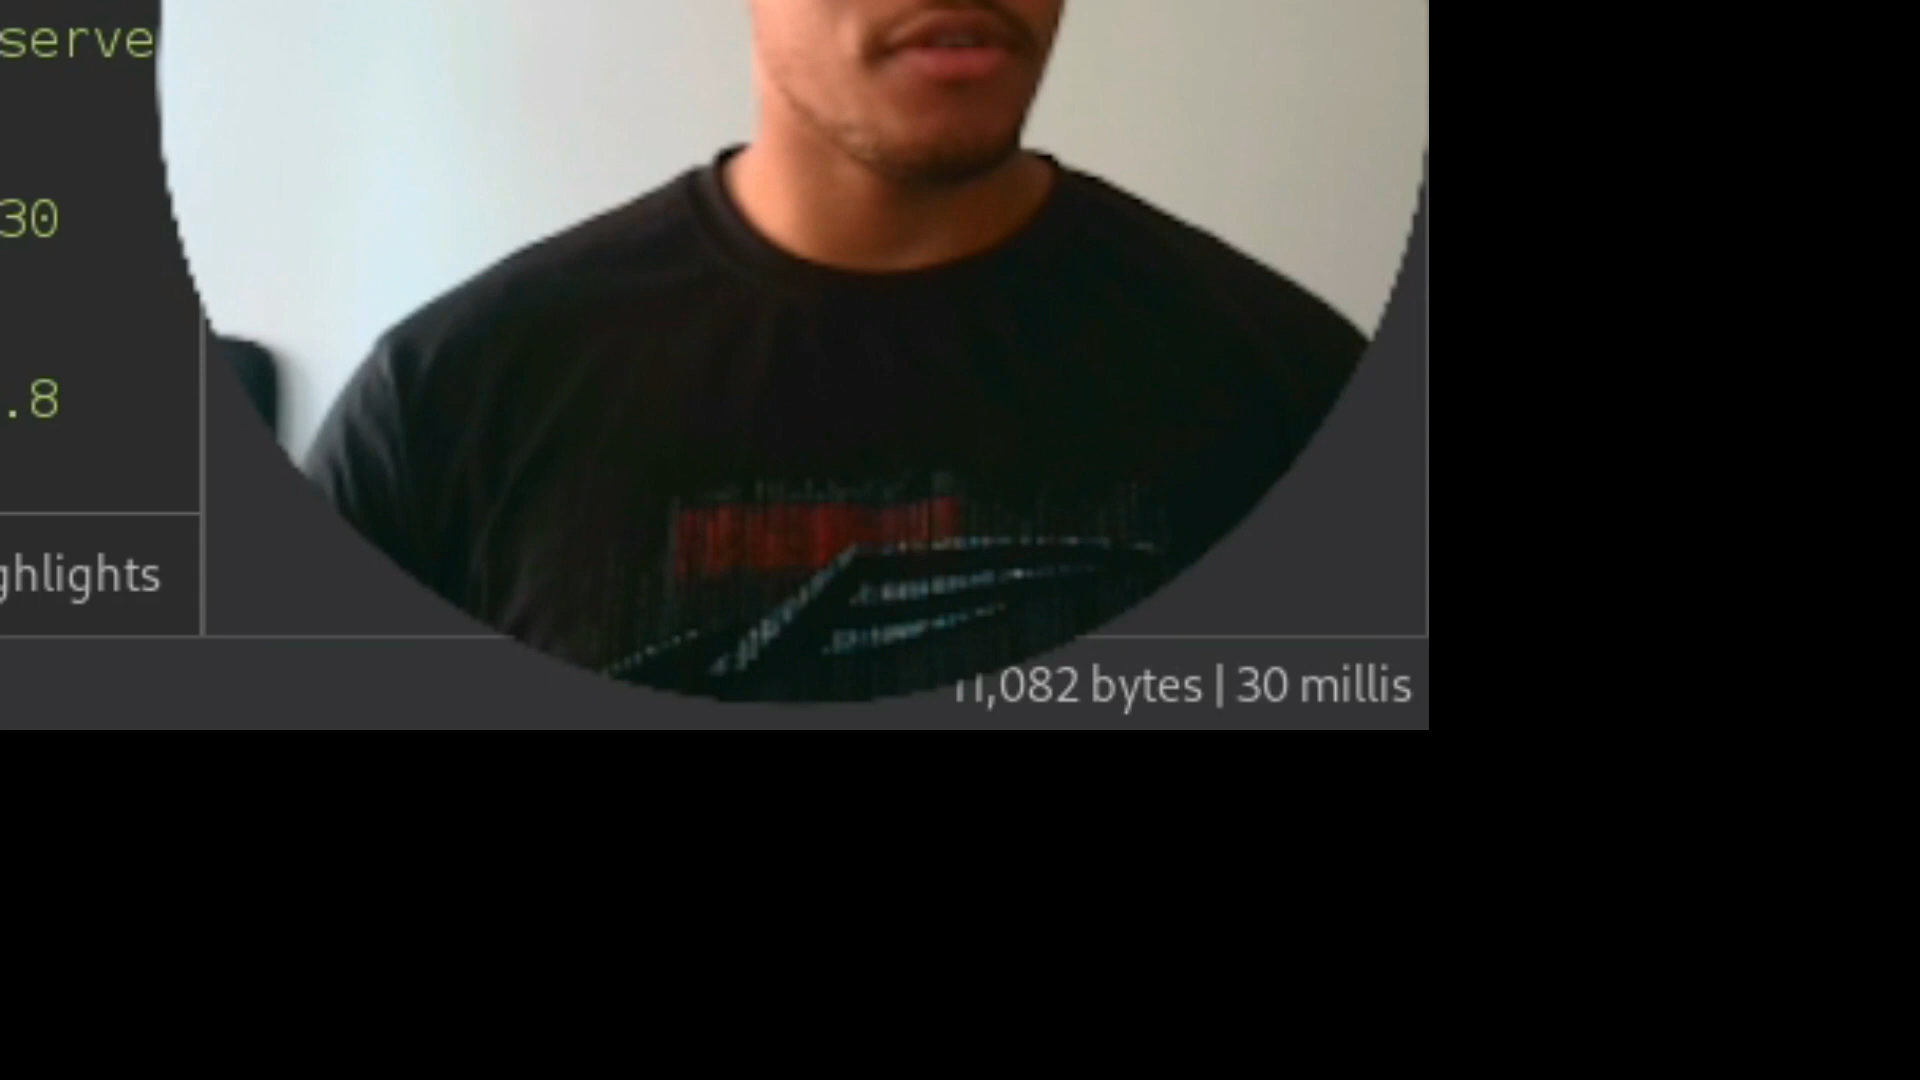 serve
30
.8
ghlights
11,082 bytes | 30 millis